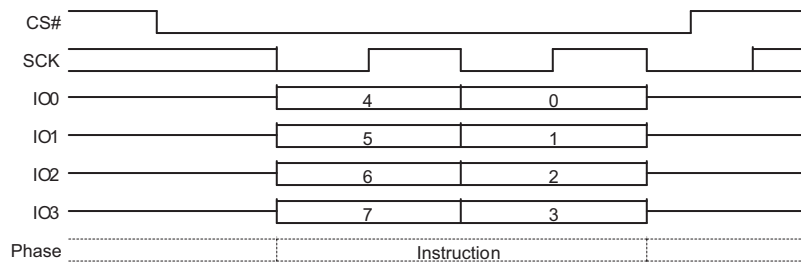 CS#
SCK
IO0 4 0
IO1 5 1
IO2 6 2
IO3 7 3
Phase Instruction